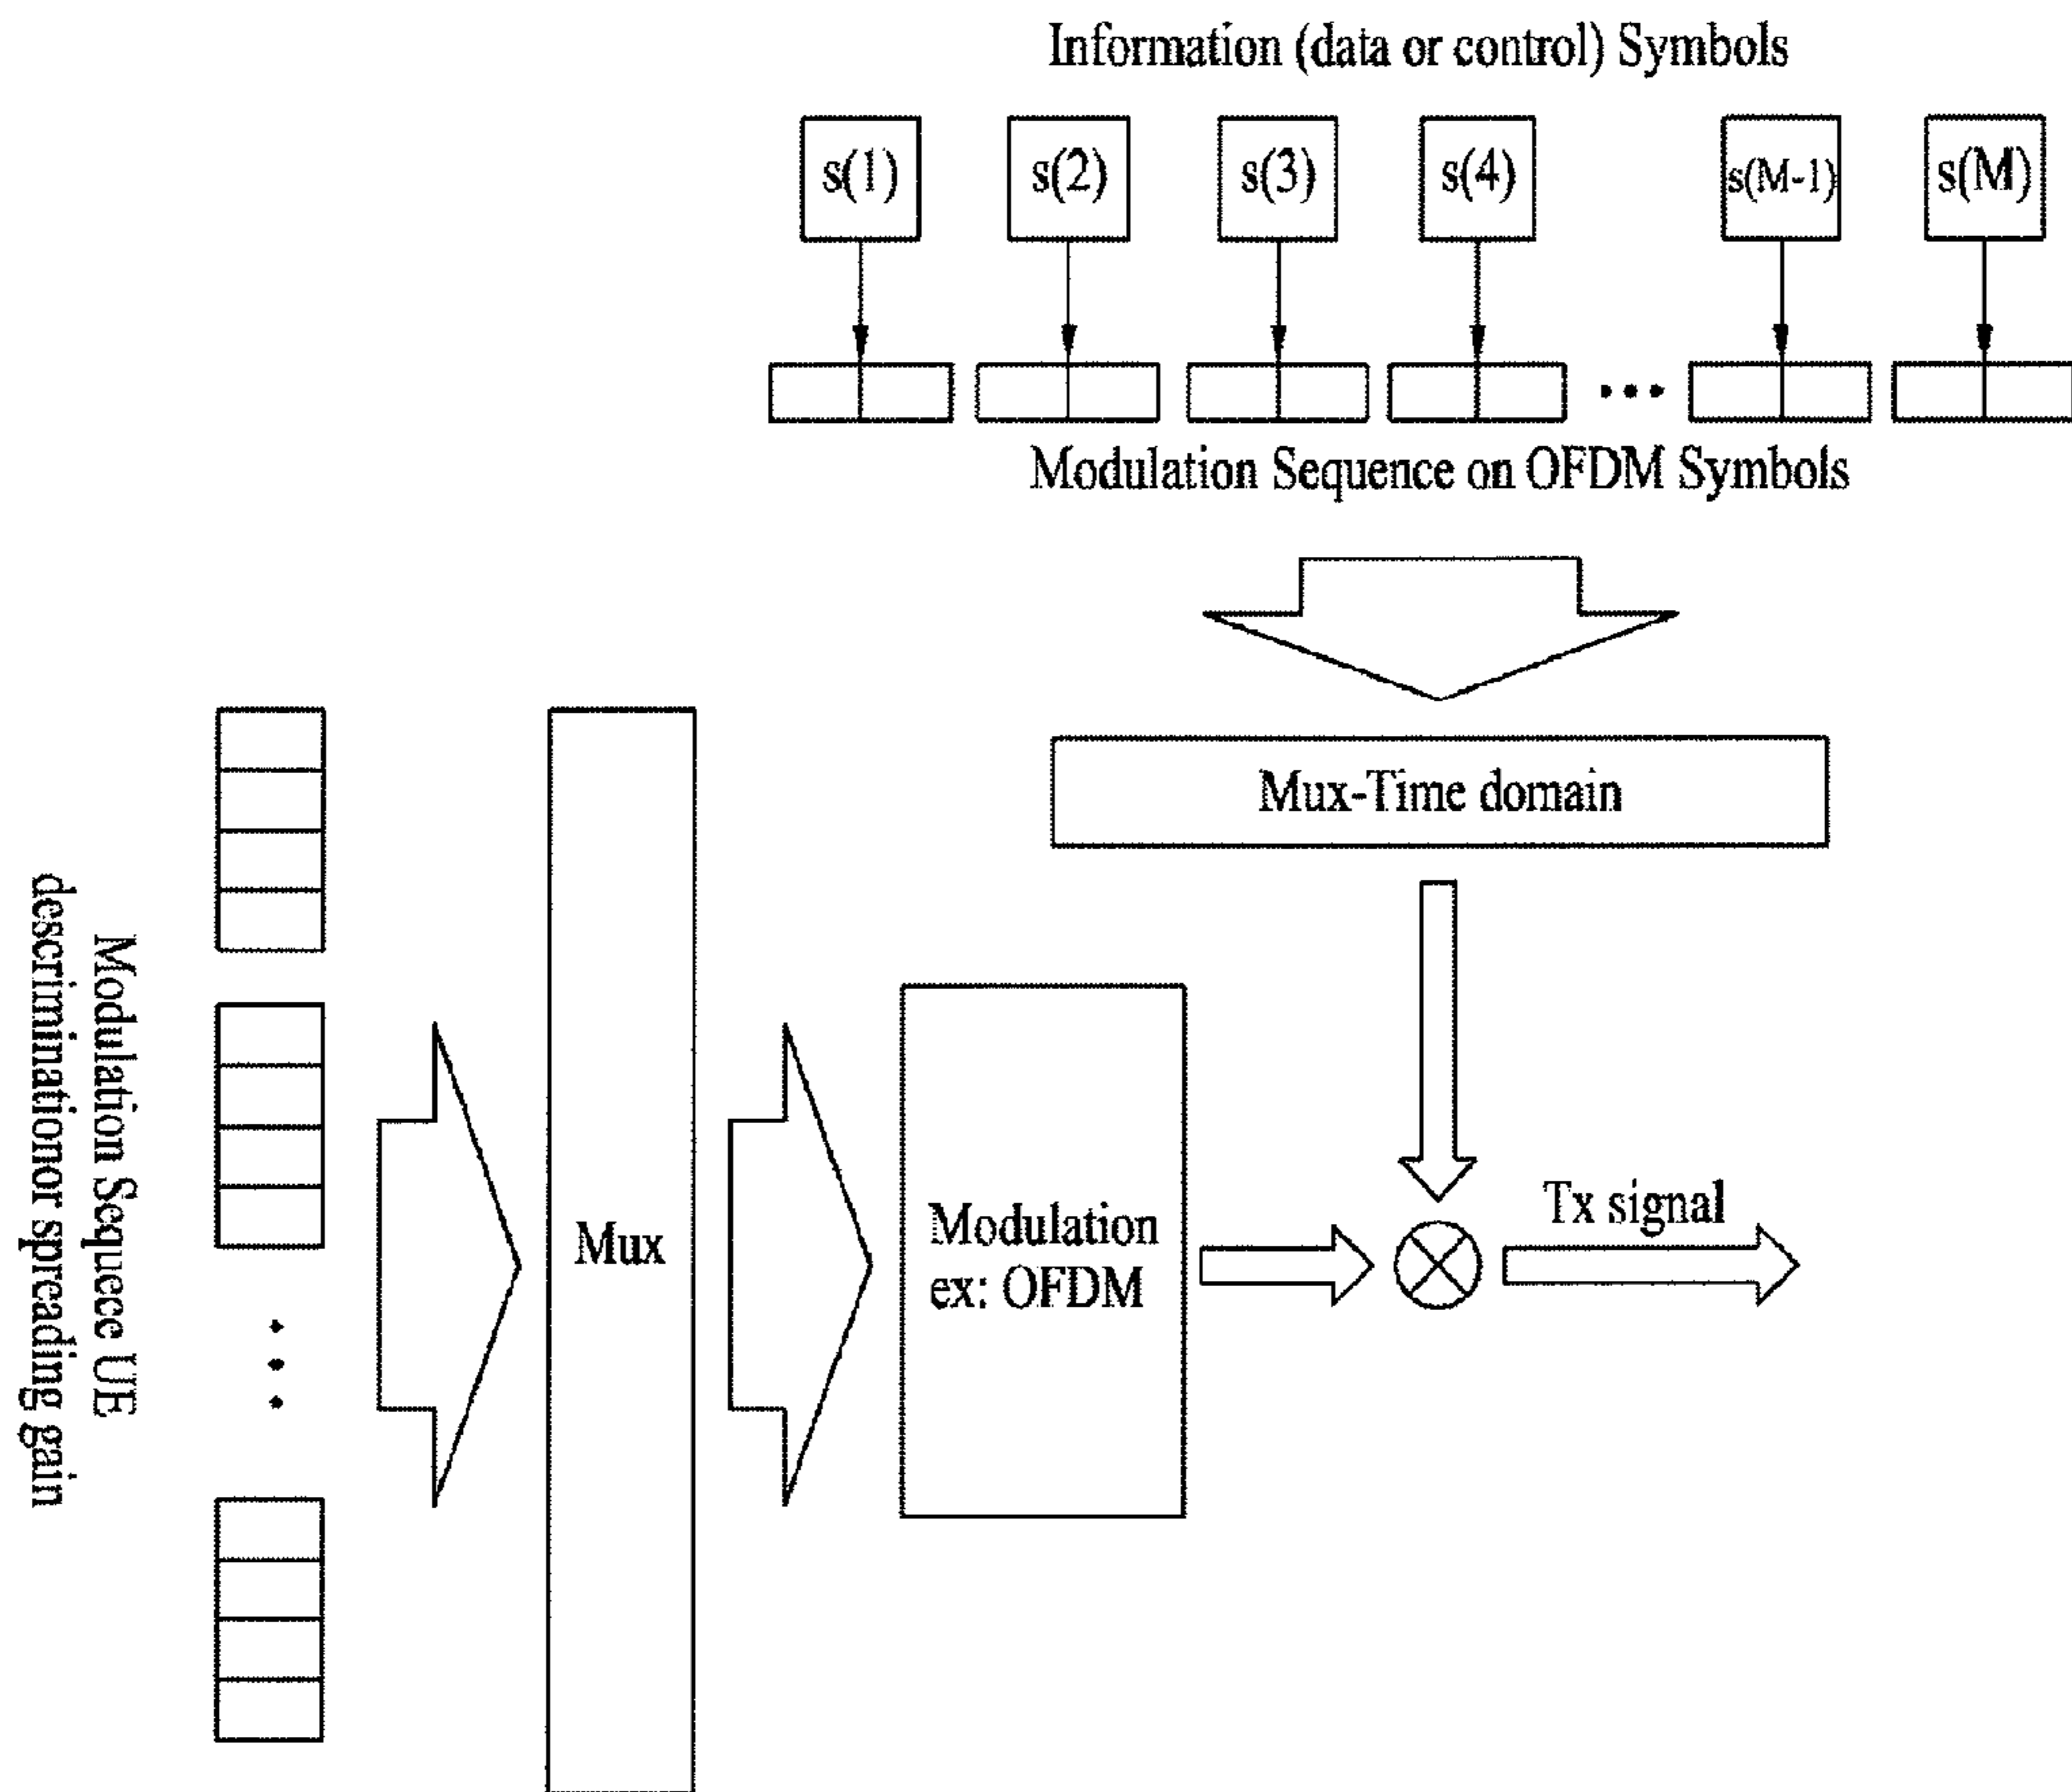 Information (data or control) Symbols
s(1) s(2) s(3) s(4) s(M-1) s(M)
Modulation Sequence on OFDM Symbols
Mux-Time domain
Modulation Sequece UE
descriminationor spreading gain
Mux
Modulation
ex: OFDM
Tx signal